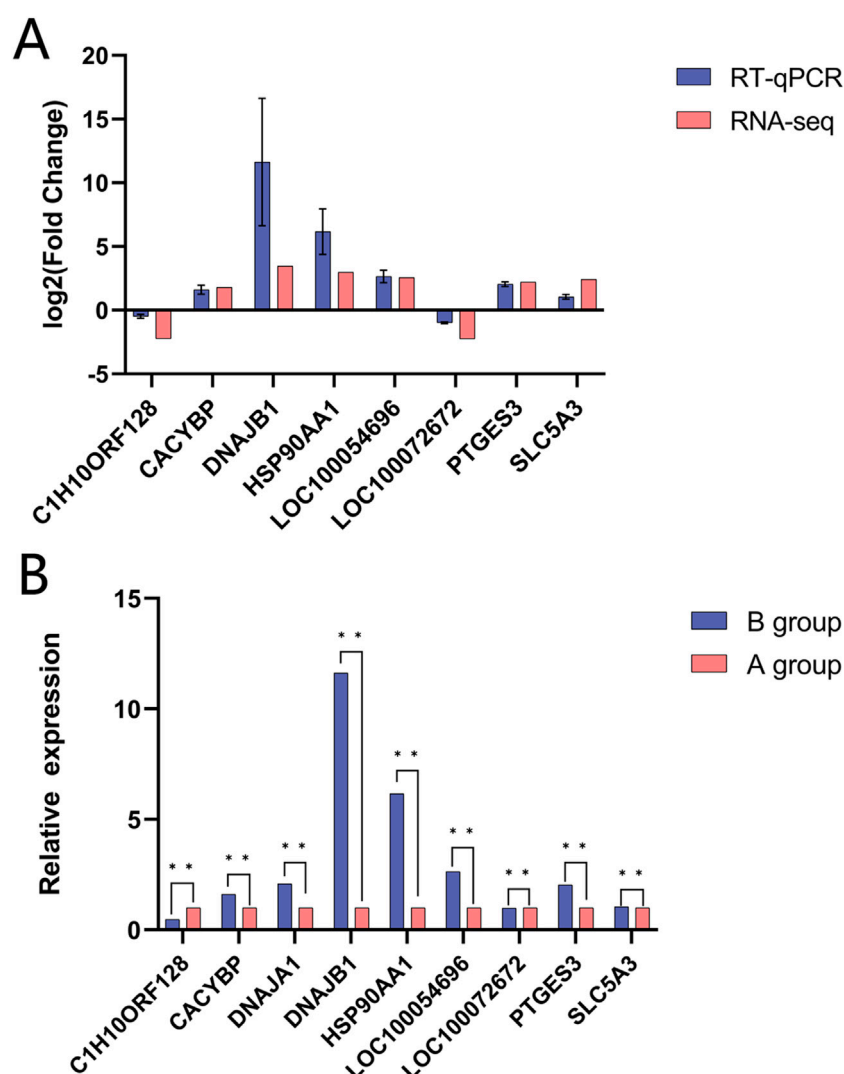 A
20
15
10
5
0
-5
log2(Fold Change)
RT-qPCR
RNA-seq
C1H10ORF128
CACYBP
DNAJB1
HSP90AA1
LOC100054696
LOC100072672
PTGES3
SLC5A3
B
15
10
5
0
Relative expression
B group
A group
* *
* *
* *
* *
* *
* *
* *
* *
* *
C1H10ORF128
CACYBP
DNAJA1
DNAJB1
HSP90AA1
LOC100054696
LOC100072672
PTGES3
SLC5A3